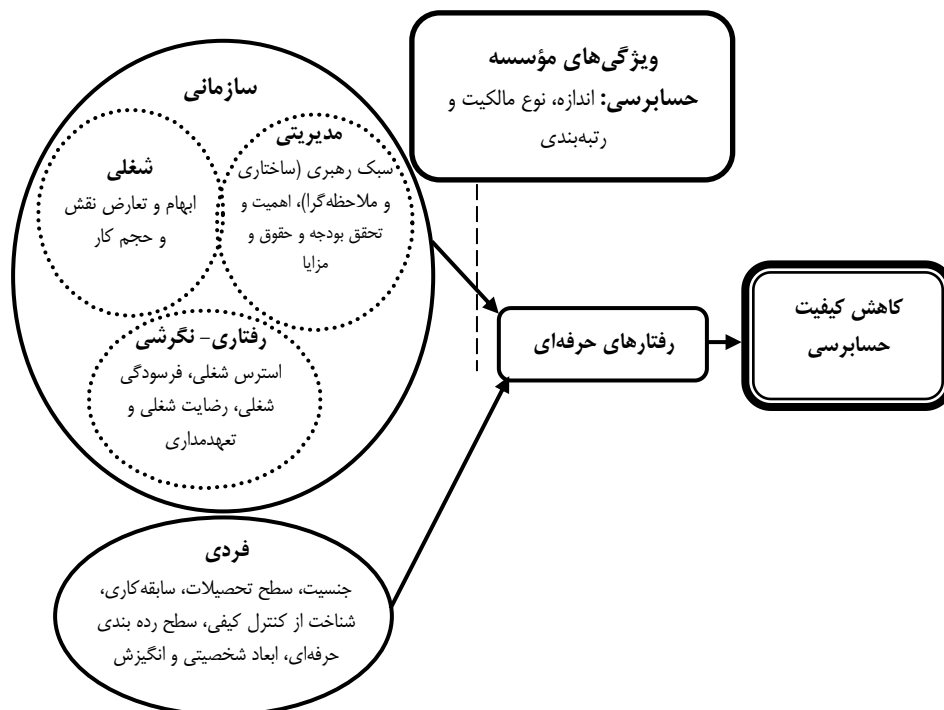 ویژگی‌های مؤسسه
حسابرسی: اندازه، نوع مالکیت و
رتبه‌بندی
سازمانی
مدیریتی
سبک رهبری (ساختاری
و ملاحظه‌گرا)، اهمیت و
تحقق بودجه و حقوق و
مزایا
شغلی
ابهام و تعارض نقش
و حجم کار
رفتاری- نگرشی
استرس شغلی، فرسودگی
شغلی، رضایت شغلی و
تعهدمداری
رفتارهای حرفه‌ای
کاهش کیفیت
حسابرسی
فردی
جنسیت، سطح تحصیلات، سابقه‌کاری،
شناخت از کنترل کیفی، سطح رده بندی
حرفه‌ای، ابعاد شخصیتی و انگیزش